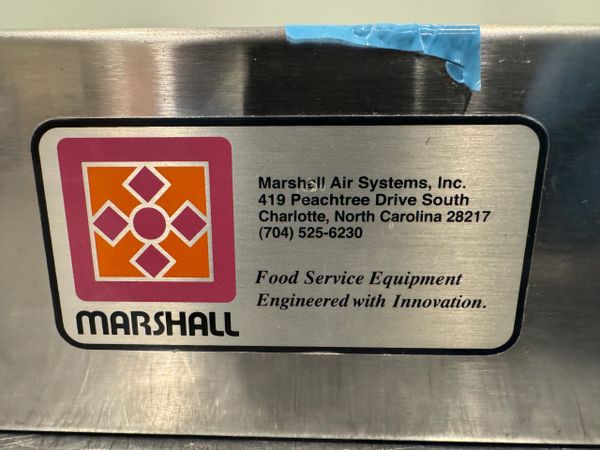 Marshall Air Systems, Inc.
419 Peachtree Drive South
Charlotte, North Carolina 28217
(704) 525-6230
Food Service Equipment
Engineered with Innovation.
MARSHALL